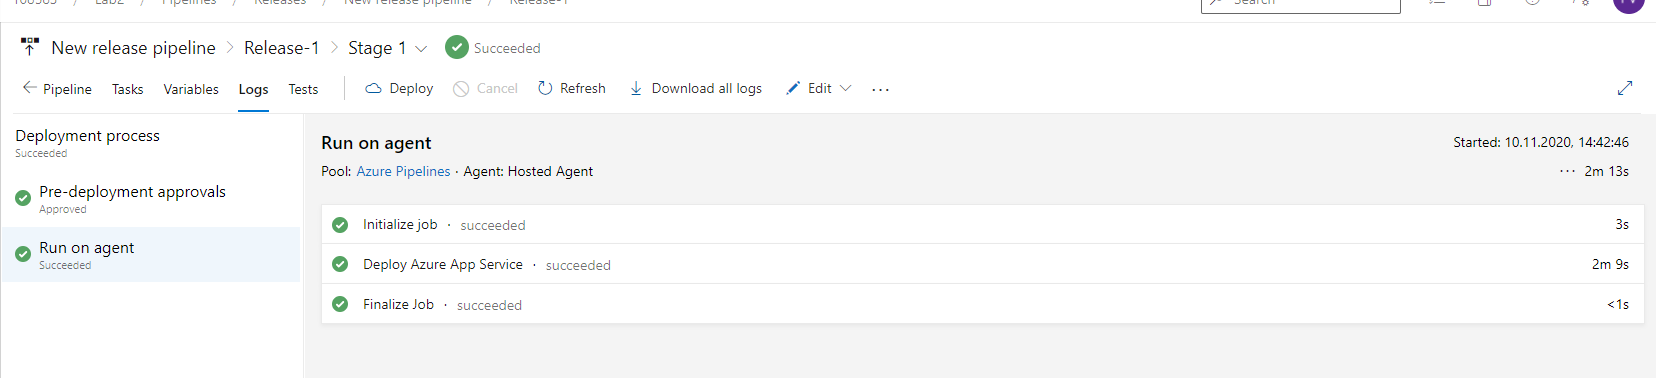 Lab2 / Pipelines / Releases / New release pipeline / Release-1
Search
New release pipeline > Release-1 > Stage 1 Succeeded
Pipeline Tasks Variables Logs Tests Deploy Cancel Refresh Download all logs Edit ...
Deployment process
Succeeded
Pre-deployment approvals
Approved
Run on agent
Succeeded
Run on agent
Started: 10.11.2020, 14:42:46
Pool: Azure Pipelines · Agent: Hosted Agent
... 2m 13s
Initialize job · succeeded 3s
Deploy Azure App Service · succeeded 2m 9s
Finalize Job · succeeded <1s